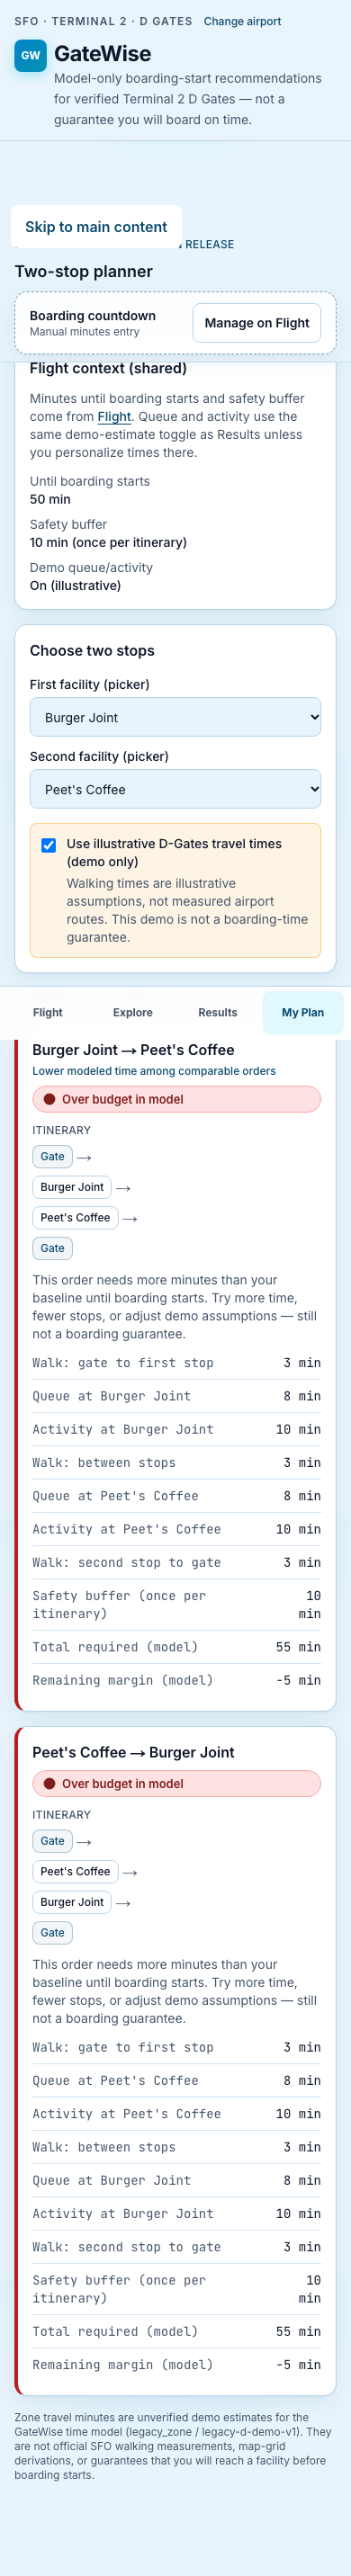 SFO · TERMINAL 2 · D GATES Change airport
GW GateWise
Model-only boarding-start recommendations
for verified Terminal 2 D Gates — not a
guarantee you will board on time.
Skip to main content
RELEASE
Two-stop planner
Boarding countdown
Manual minutes entry
Manage on Flight
Flight context (shared)
Minutes until boarding starts and safety buffer
come from Flight. Queue and activity use the
same demo-estimate toggle as Results unless
you personalize times there.
Until boarding starts
50 min
Safety buffer
10 min (once per itinerary)
Demo queue/activity
On (illustrative)
Choose two stops
First facility (picker)
Burger Joint
Second facility (picker)
Peet's Coffee
Use illustrative D-Gates travel times
(demo only)
Walking times are illustrative
assumptions, not measured airport
routes. This demo is not a boarding-time
guarantee.
Flight Explore Results My Plan
Burger Joint → Peet's Coffee
Lower modeled time among comparable orders
Over budget in model
ITINERARY
Gate →
Burger Joint →
Peet's Coffee →
Gate
This order needs more minutes than your
baseline until boarding starts. Try more time,
fewer stops, or adjust demo assumptions — still
not a boarding guarantee.
Walk: gate to first stop 3 min
Queue at Burger Joint 8 min
Activity at Burger Joint 10 min
Walk: between stops 3 min
Queue at Peet's Coffee 8 min
Activity at Peet's Coffee 10 min
Walk: second stop to gate 3 min
Safety buffer (once per 10
itinerary) min
Total required (model) 55 min
Remaining margin (model) -5 min
Peet's Coffee → Burger Joint
Over budget in model
ITINERARY
Gate →
Peet's Coffee →
Burger Joint →
Gate
This order needs more minutes than your
baseline until boarding starts. Try more time,
fewer stops, or adjust demo assumptions — still
not a boarding guarantee.
Walk: gate to first stop 3 min
Queue at Peet's Coffee 8 min
Activity at Peet's Coffee 10 min
Walk: between stops 3 min
Queue at Burger Joint 8 min
Activity at Burger Joint 10 min
Walk: second stop to gate 3 min
Safety buffer (once per 10
itinerary) min
Total required (model) 55 min
Remaining margin (model) -5 min
Zone travel minutes are unverified demo estimates for the
GateWise time model (legacy_zone / legacy-d-demo-v1). They
are not official SFO walking measurements, map-grid
derivations, or guarantees that you will reach a facility before
boarding starts.